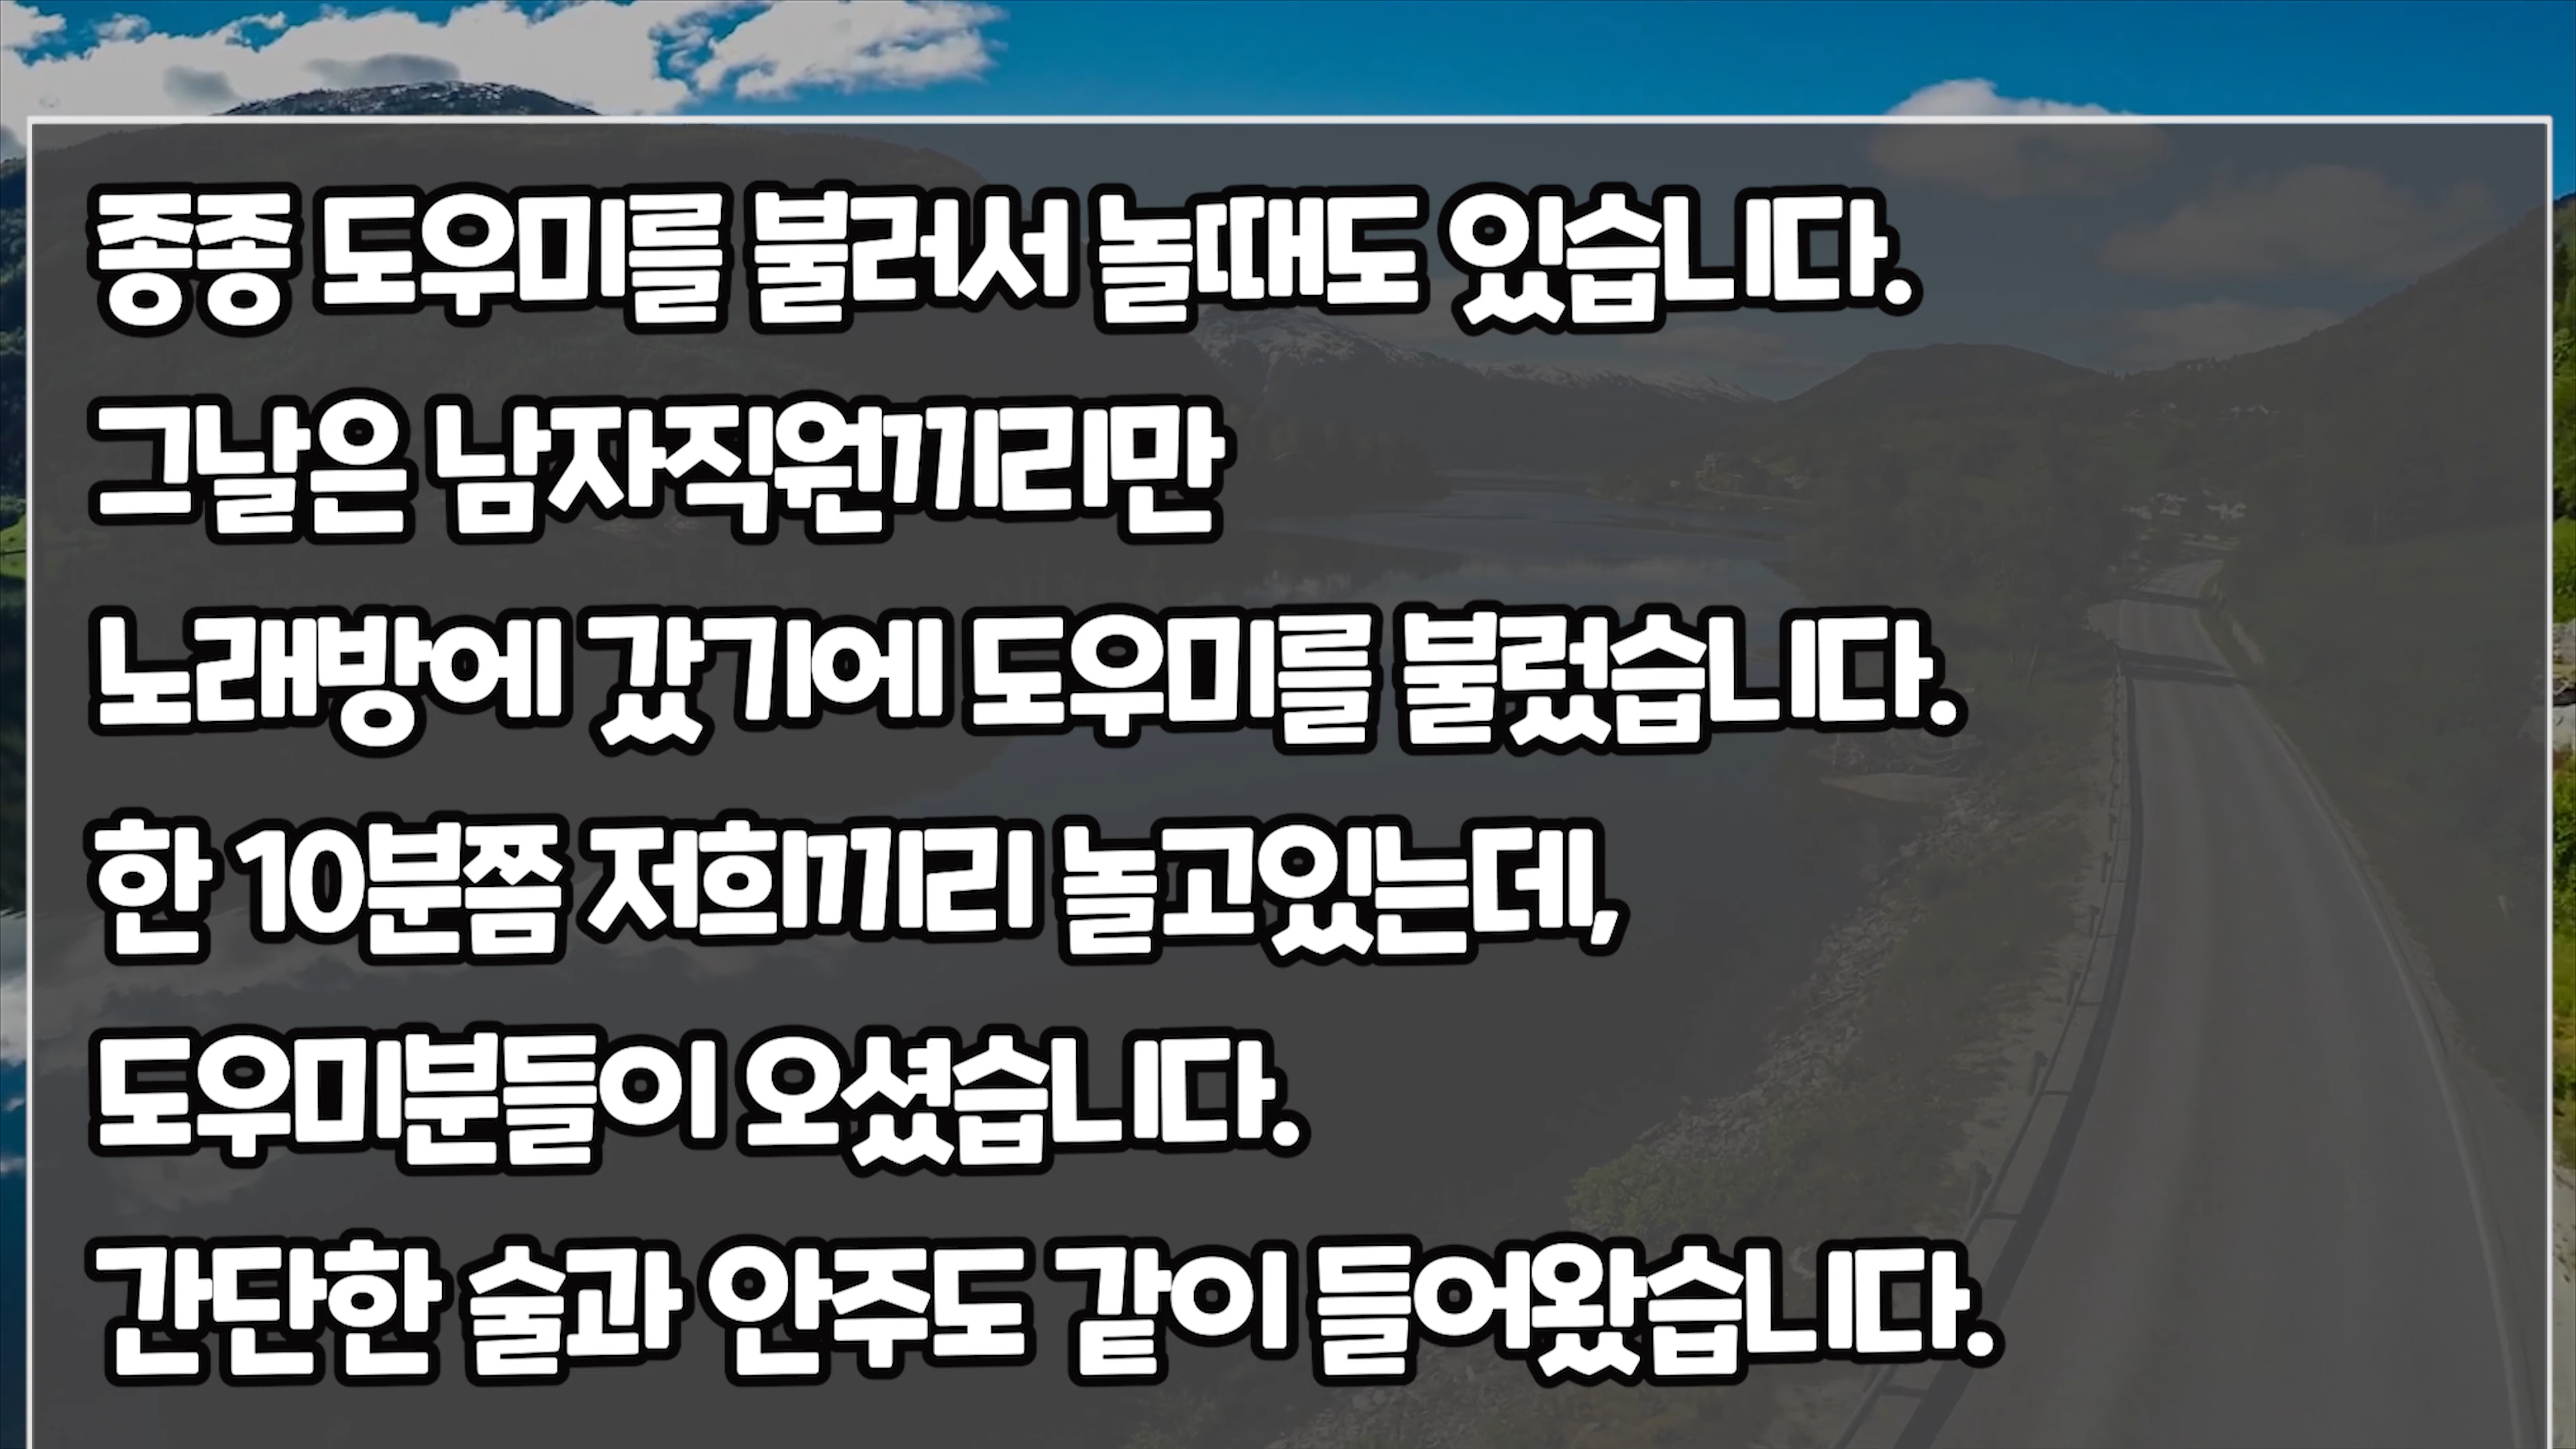 종종 도우미를 불러서 놀때도 있습니다.
그날은 남자직원끼리만
노래방에 갔기에 도우미를 불렀습니다.
한 10분쯤 저희끼리 놀고있는데,
도우미분들이 오셨습니다.
간단한 술과 안주도 같이 들어왔습니다.